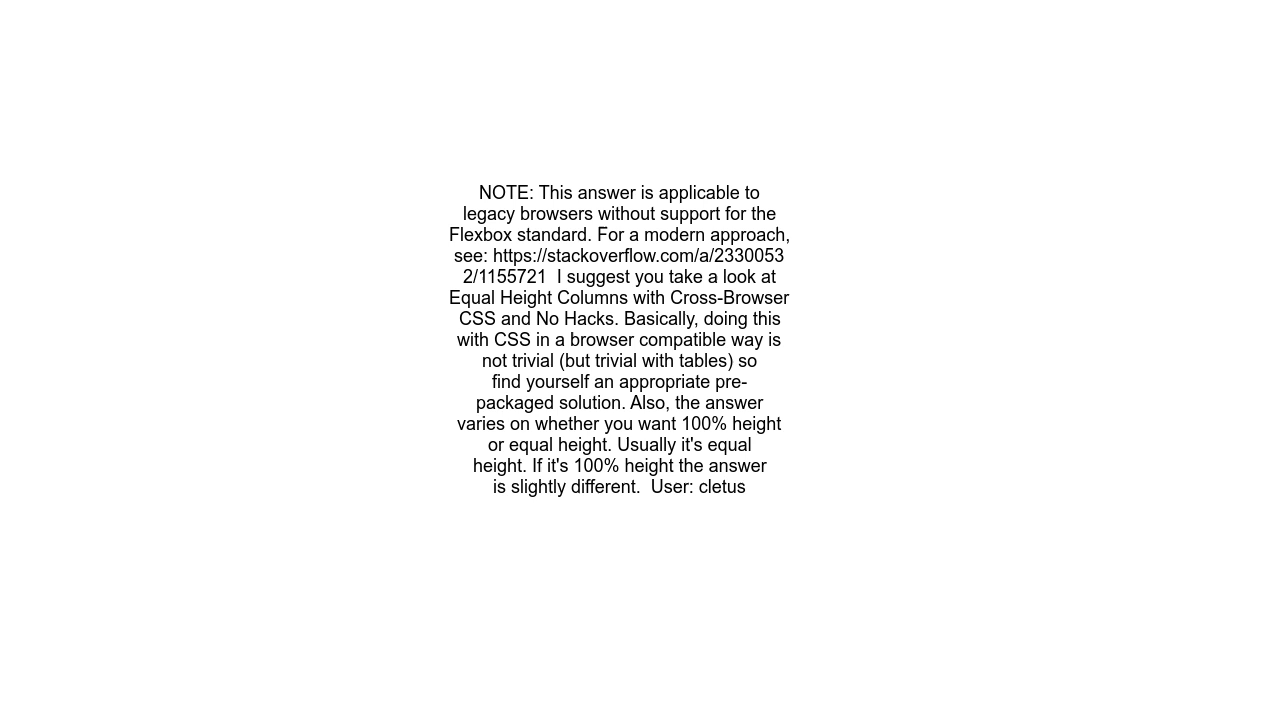 NOTE: This answer is applicable to
legacy browsers without support for the
Flexbox standard. For a modern approach,
see: https://stackoverflow.com/a/2330053
2/1155721  I suggest you take a look at
Equal Height Columns with Cross-Browser
CSS and No Hacks. Basically, doing this
with CSS in a browser compatible way is
not trivial (but trivial with tables) so
find yourself an appropriate pre-
packaged solution. Also, the answer
varies on whether you want 100% height
or equal height. Usually it's equal
height. If it's 100% height the answer
is slightly different.  User: cletus